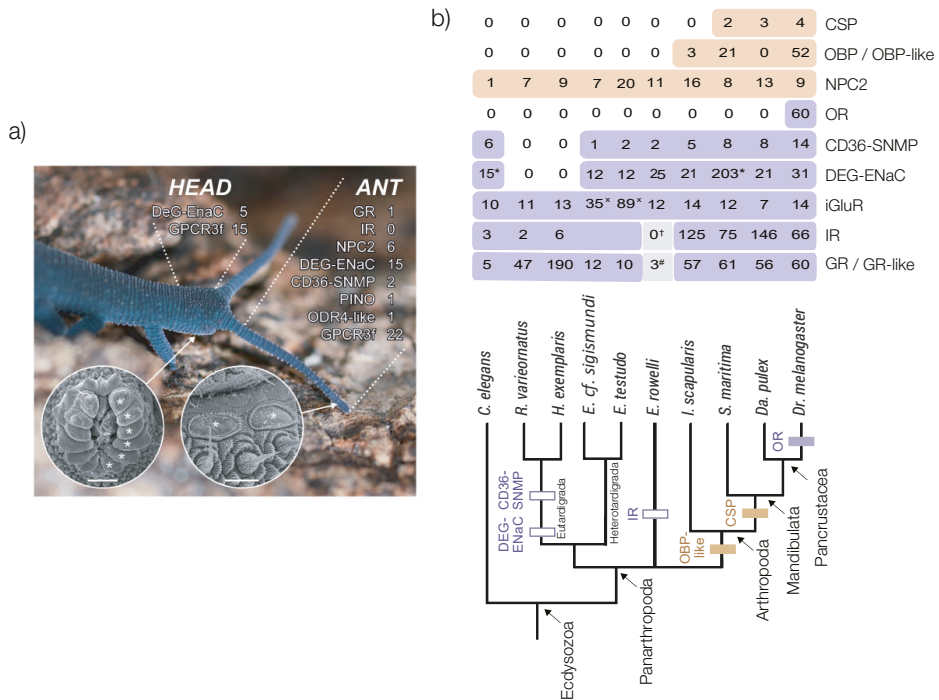 a)
HEAD
DeG-EnaC 5
GPCR3f 15
ANT
GR 1
IR 0
NPC2 6
DEG-ENaC 15
CD36-SNMP 2
PINO 1
ODR4-like 1
GPCR3f 22
* * * * *
* *
b)
0 0 0 0 0 0 0 2 3 4 CSP
0 0 0 0 0 0 3 21 0 52 OBP / OBP-like
1 7 9 7 20 11 16 8 13 9 NPC2
0 0 0 0 0 0 0 0 0 60 OR
6 0 0 1 2 2 5 8 8 14 CD36-SNMP
15* 0 0 12 12 25 21 203* 21 31 DEG-ENaC
10 11 13 35ˣ 89ˣ 12 14 12 7 14 iGluR
3 2 6 0† 125 75 146 66 IR
5 47 190 12 10 3# 57 61 56 60 GR / GR-like
C. elegans
R. varieornatus
H. exemplaris
E. cf. sigismundi
E. testudo
E. rowelli
I. scapularis
S. maritima
Da. pulex
Dr. melanogaster
OR
CD36-
SNMP
DEG-
ENaC
Eutardigrada
Heterotardigrada
IR
CSP
OBP-
like
Ecdysozoa
Panarthropoda
Arthropoda
Mandibulata
Pancrustacea